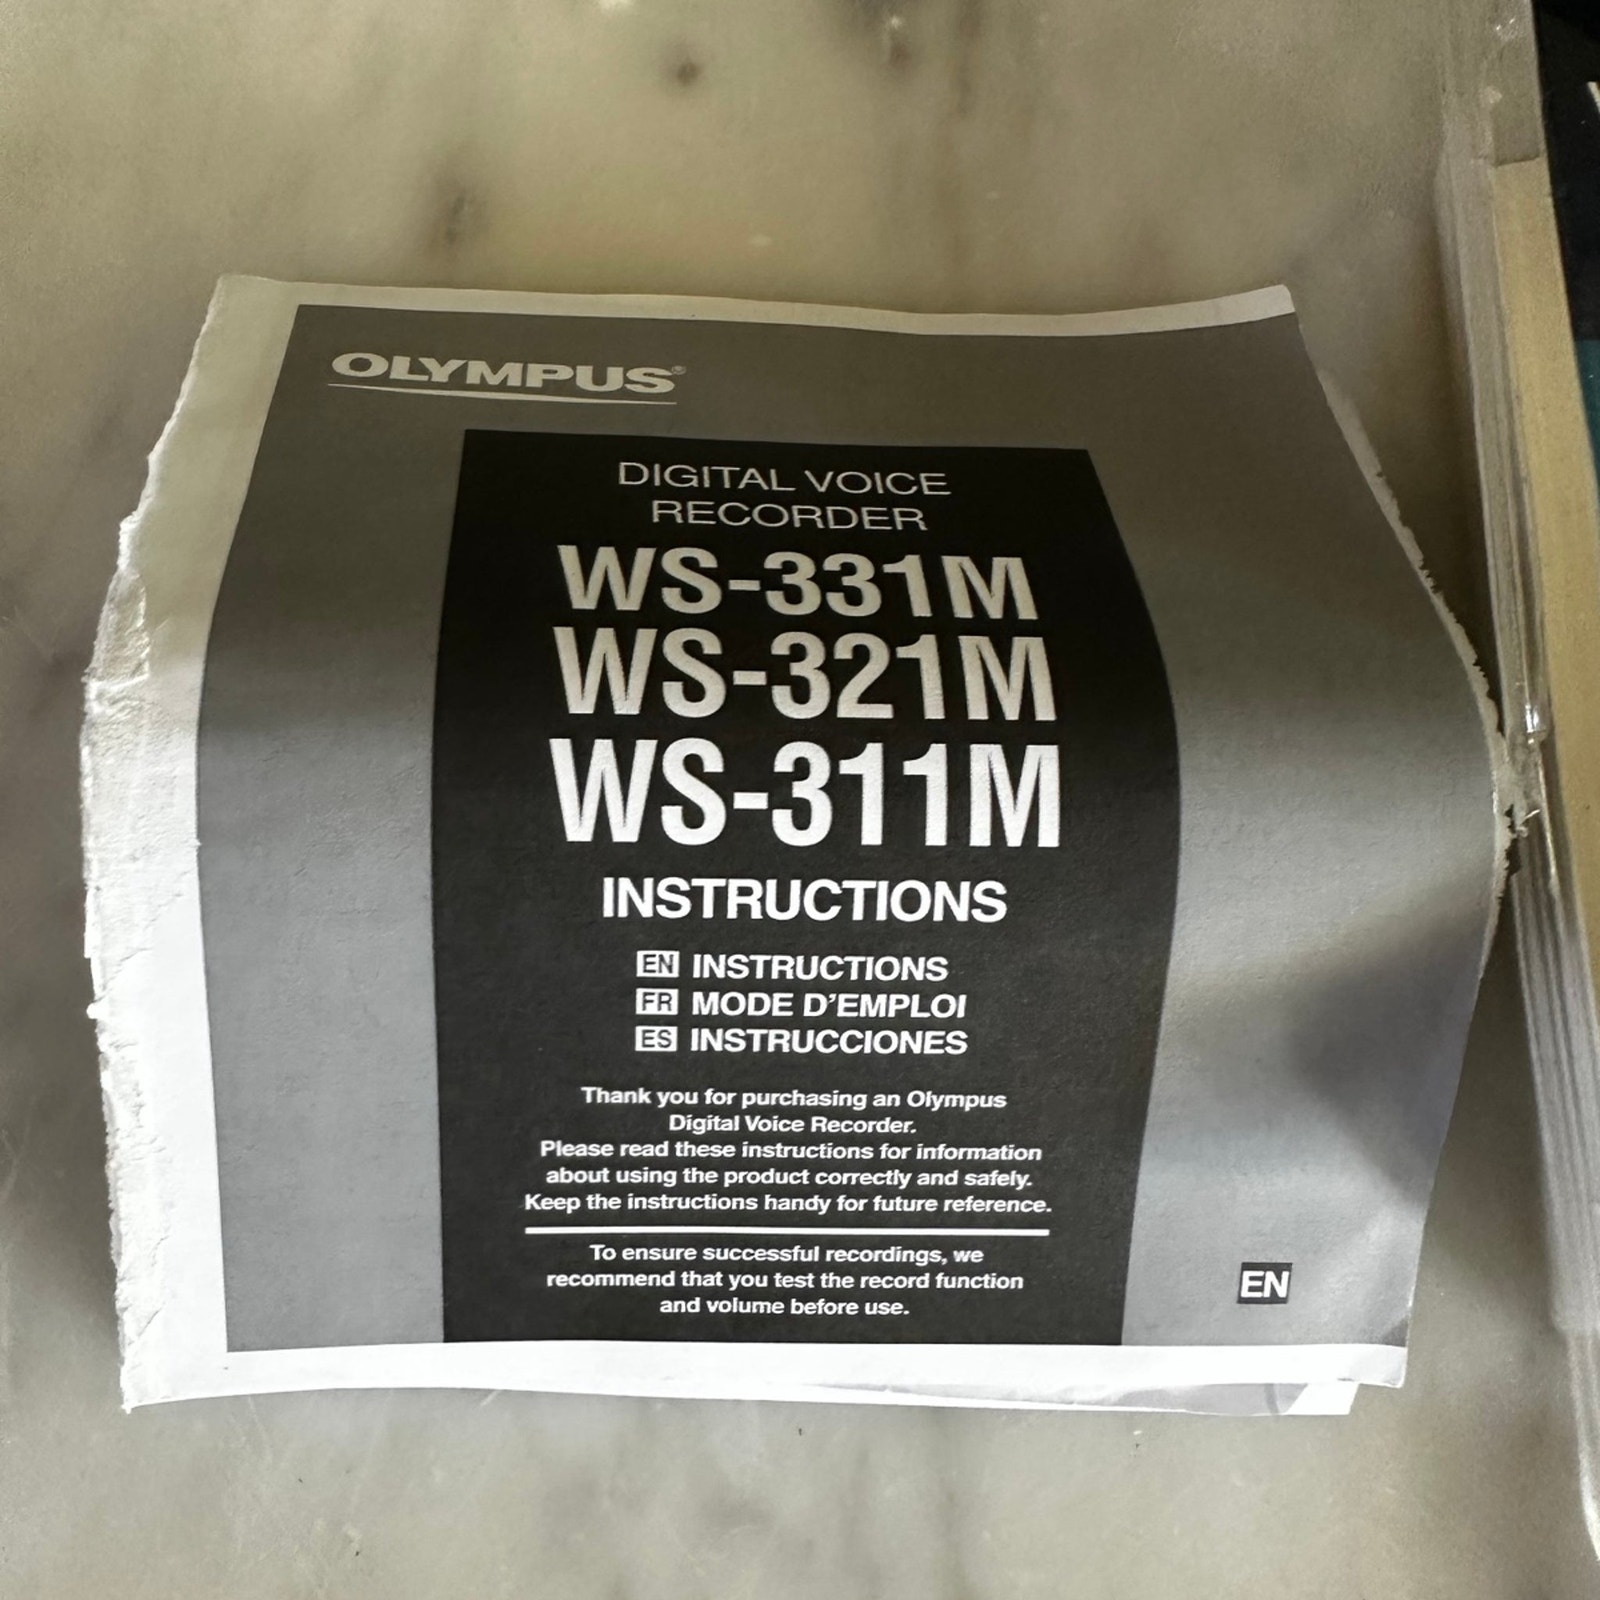 OLYMPUS®
DIGITAL VOICE
RECORDER
WS-331M
WS-321M
WS-311M
INSTRUCTIONS
EN INSTRUCTIONS
FR MODE D'EMPLOI
ES INSTRUCCIONES
Thank you for purchasing an Olympus
Digital Voice Recorder.
Please read these instructions for information
about using the product correctly and safely.
Keep the instructions handy for future reference.
To ensure successful recordings, we
recommend that you test the record function
and volume before use.
EN